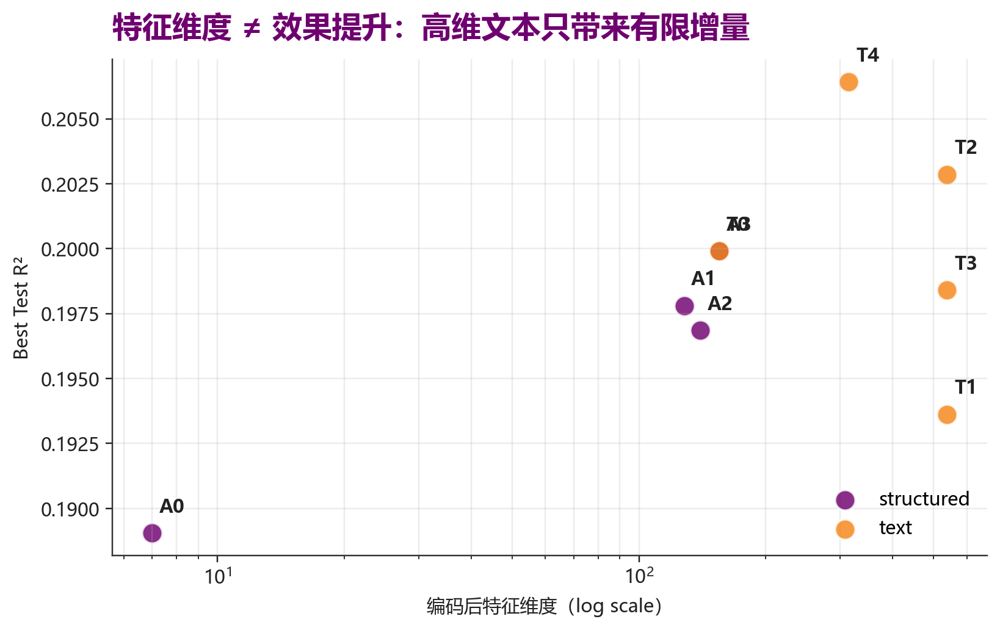 特征维度 ≠ 效果提升：高维文本只带来有限增量
T4
0.2050
T2
0.2025
0.2000
T3
A1
A2
0.1975
Best Test R²
0.1950
T1
0.1925
A0
0.1900
structured
text
10¹
10²
编码后特征维度（log scale）